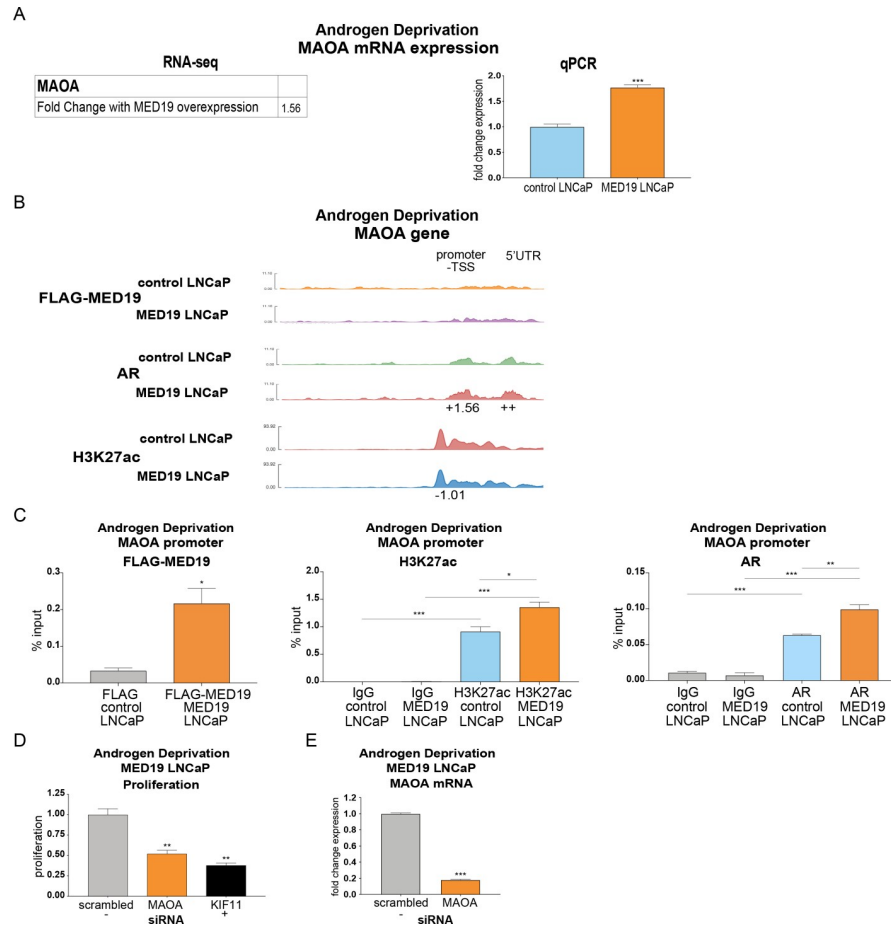 A
Androgen Deprivation
MAOA mRNA expression
RNA-seq
MAOA
Fold Change with MED19 overexpression 1.56
qPCR
fold change expression
2.0
1.5
1.0
0.5
0.0
***
control LNCaP MED19 LNCaP
B
Androgen Deprivation
MAOA gene
promoter
-TSS
5'UTR
FLAG-MED19
control LNCaP
MED19 LNCaP
AR
control LNCaP
MED19 LNCaP
+1.56 ++
H3K27ac
control LNCaP
MED19 LNCaP
-1.01
C
Androgen Deprivation
MAOA promoter
FLAG-MED19
% input
0.3
0.2
0.1
0.0
*
FLAG
control
LNCaP
FLAG-MED19
MED19
LNCaP
Androgen Deprivation
MAOA promoter
H3K27ac
% input
2.0
1.5
1.0
0.5
0.0
*
***
***
IgG
control
LNCaP
IgG
MED19
LNCaP
H3K27ac
control
LNCaP
H3K27ac
MED19
LNCaP
Androgen Deprivation
MAOA promoter
AR
% input
0.15
0.10
0.05
0.00
**
***
***
IgG
control
LNCaP
IgG
MED19
LNCaP
AR
control
LNCaP
AR
MED19
LNCaP
D
Androgen Deprivation
MED19 LNCaP
Proliferation
proliferation
1.25
1.00
0.75
0.50
0.25
0.00
**
**
scrambled
-
MAOA
KIF11
+
siRNA
E
Androgen Deprivation
MED19 LNCaP
MAOA mRNA
fold change expression
1.2
1.0
0.8
0.6
0.4
0.2
0.0
***
scrambled
-
MAOA
siRNA